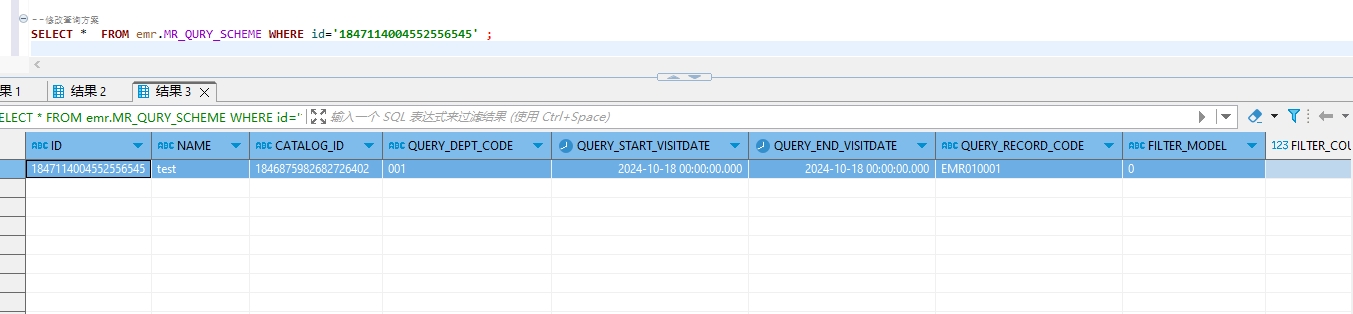 --修改查询方案
SELECT * FROM emr.MR_QURY_SCHEME WHERE id='1847114004552556545' ;
果 1 结果 2 结果 3
ELECT * FROM emr.MR_QURY_SCHEME WHERE id=' 输入一个 SQL 表达式来过滤结果 (使用 Ctrl+Space)
ABC ID ABC NAME ABC CATALOG_ID ABC QUERY_DEPT_CODE QUERY_START_VISITDATE QUERY_END_VISITDATE ABC QUERY_RECORD_CODE ABC FILTER_MODEL 123 FILTER_COU
1847114004552556545 test 1846875982682726402 001 2024-10-18 00:00:00.000 2024-10-18 00:00:00.000 EMR010001 0